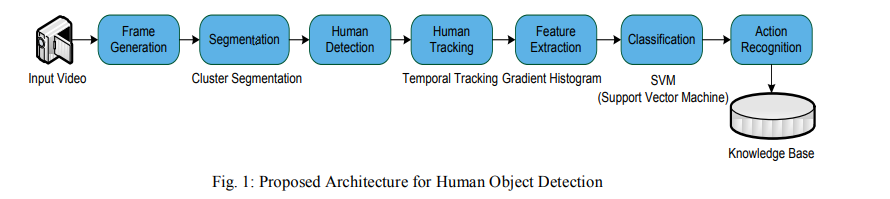 Frame
Generation
Segmentation
Human
Detection
Human
Tracking
Feature
Extraction
Classification
Action
Recognition
Input Video
Cluster Segmentation
Temporal Tracking
Gradient Histogram
SVM
(Support Vector Machine)
Knowledge Base
Fig. 1: Proposed Architecture for Human Object Detection